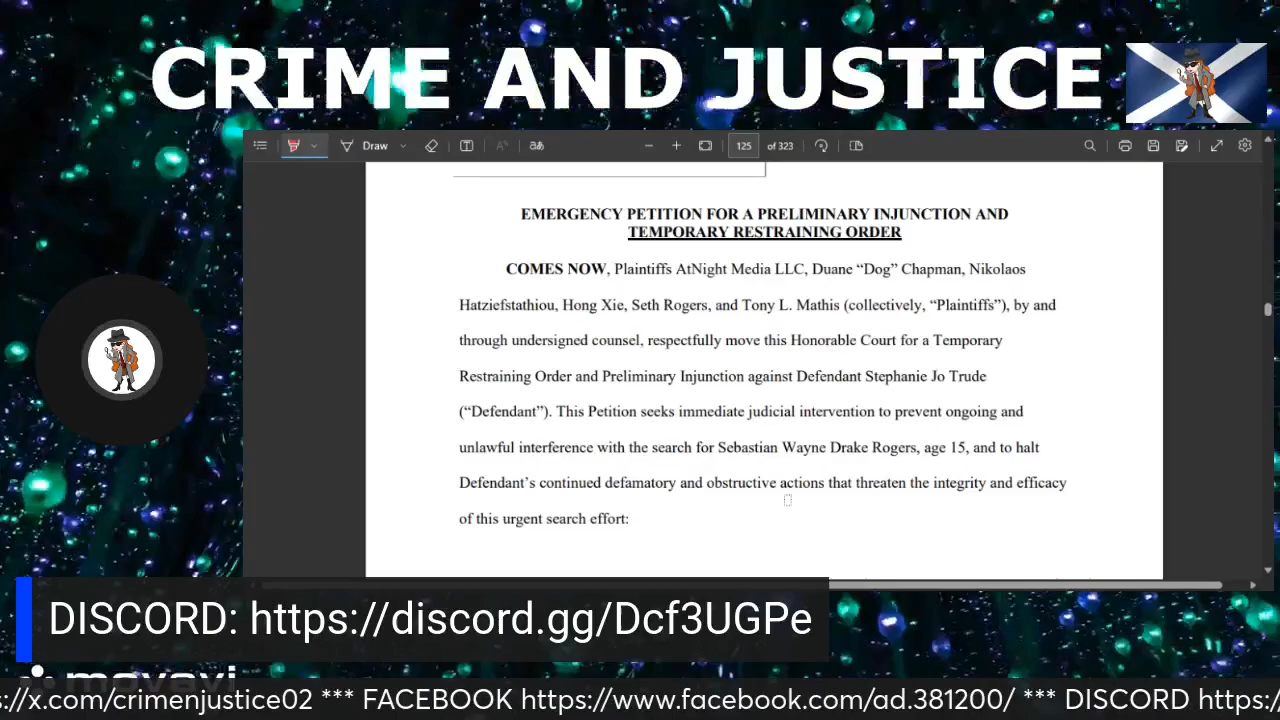 CRIME AND JUSTICE
Draw
125 of 323
EMERGENCY PETITION FOR A PRELIMINARY INJUNCTION AND
TEMPORARY RESTRAINING ORDER
COMES NOW, Plaintiffs AtNight Media LLC, Duane “Dog” Chapman, Nikolaos
Hatziefstathiou, Hong Xie, Seth Rogers, and Tony L. Mathis (collectively, “Plaintiffs”), by and
through undersigned counsel, respectfully move this Honorable Court for a Temporary
Restraining Order and Preliminary Injunction against Defendant Stephanie Jo Trude
(“Defendant”). This Petition seeks immediate judicial intervention to prevent ongoing and
unlawful interference with the search for Sebastian Wayne Drake Rogers, age 15, and to halt
Defendant’s continued defamatory and obstructive actions that threaten the integrity and efficacy
of this urgent search effort:
DISCORD: https://discord.gg/Dcf3UGPe
movavi
s://x.com/crimenjustice02 *** FACEBOOK https://www.facebook.com/ad.381200/ *** DISCORD https:/